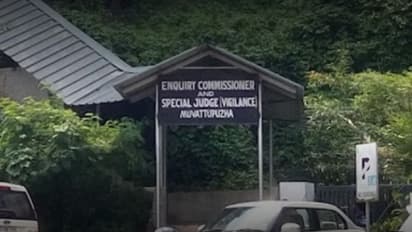 ENQUIRY COMMISSIONER
AND
SPECIAL JUDGE (VIGILANCE)
MUVATTUPUZHA
P